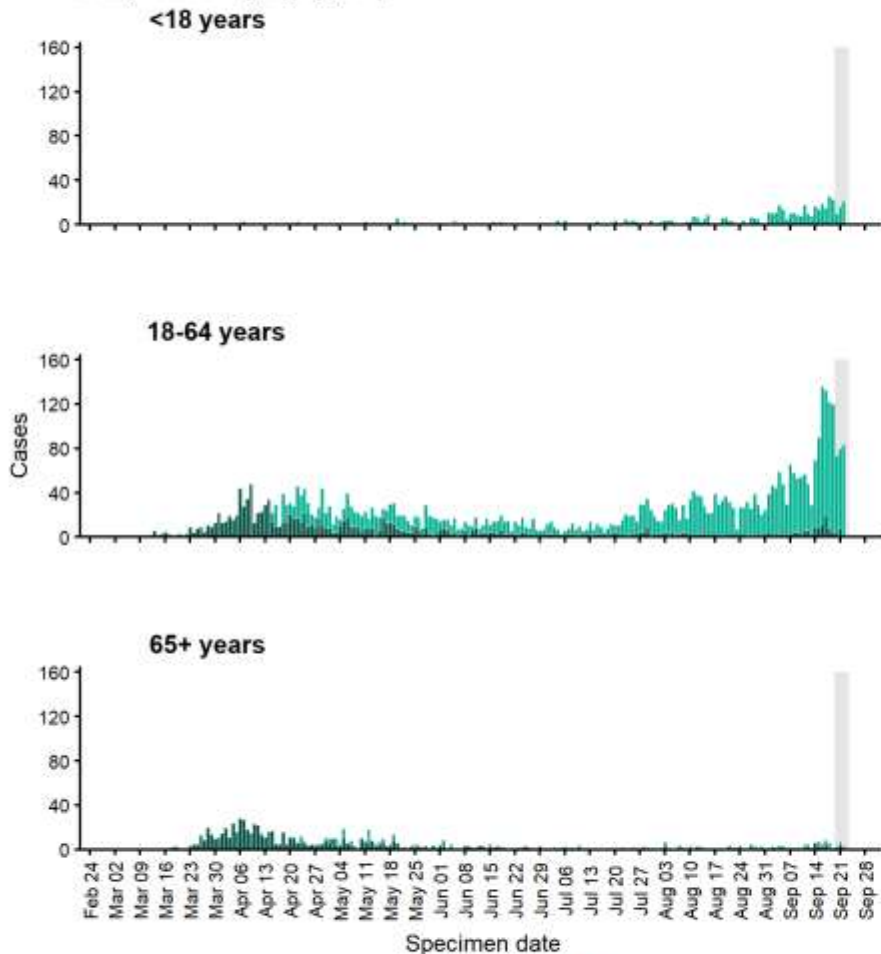 <18 years
160
120
80
40
0
18-64 years
160
120
80
40
0
Cases
65+ years
160
120
80
40
0
Feb 24
Mar 02
Mar 09
Mar 16
Mar 23
Mar 30
Apr 06
Apr 13
Apr 20
Apr 27
May 04
May 11
May 18
May 25
Jun 01
Jun 08
Jun 15
Jun 22
Jun 29
Jul 06
Jul 13
Jul 20
Jul 27
Aug 03
Aug 10
Aug 17
Aug 24
Aug 31
Sep 07
Sep 14
Sep 21
Sep 28
Specimen date